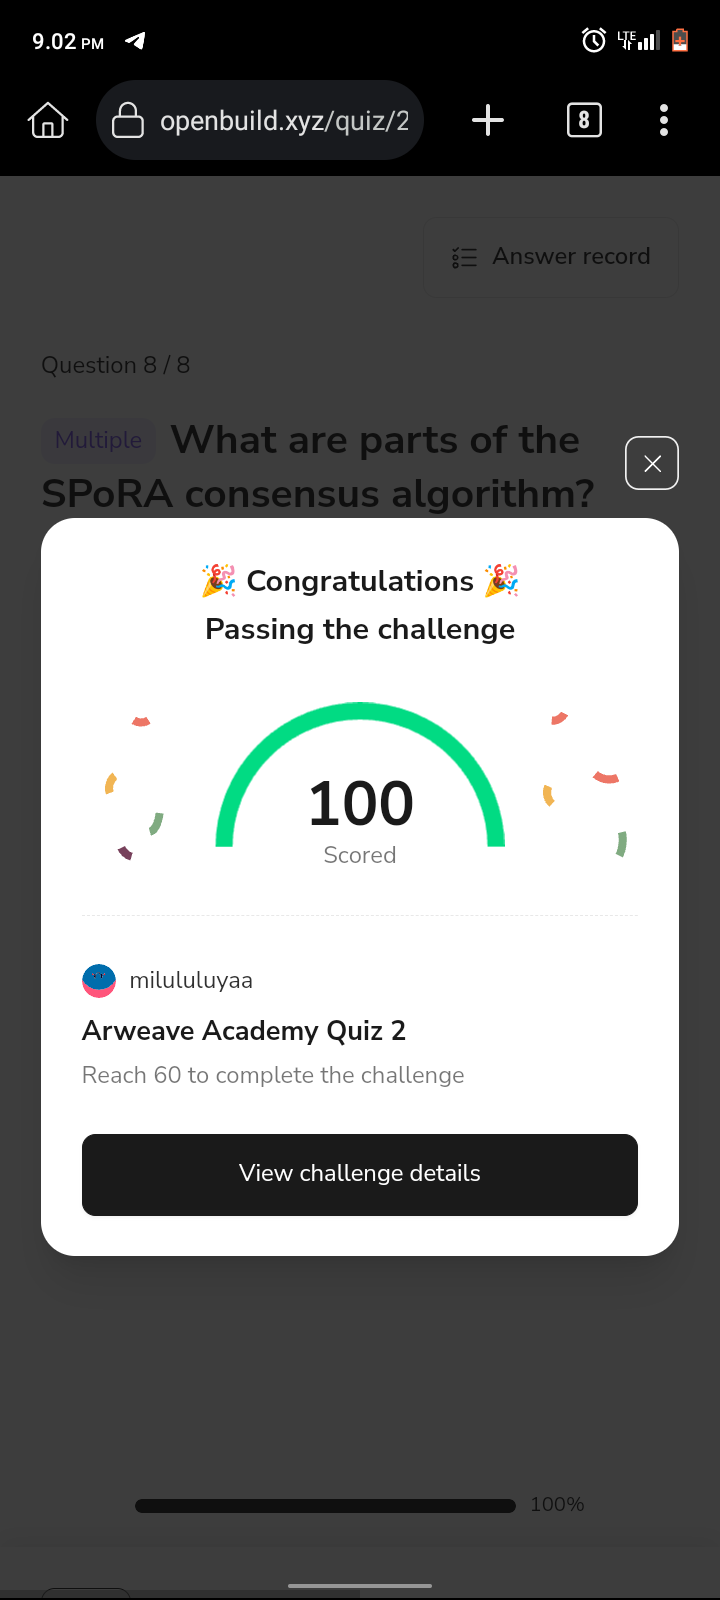 9.02 PM
LTE
openbuild.xyz/quiz/2
8
Answer record
Question 8 / 8
Multiple What are parts of the
SPoRA consensus algorithm?
🎉 Congratulations 🎉
Passing the challenge
100
Scored
milululuyaa
Arweave Academy Quiz 2
Reach 60 to complete the challenge
View challenge details
100%